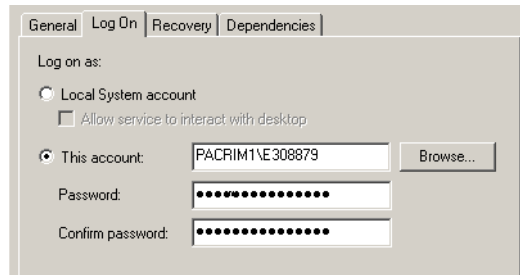 General Log On Recovery Dependencies
Log on as:
Local System account
Allow service to interact with desktop
This account: PACRIM1\E308879 Browse...
Password: ●●●●●●●●●●●●●●●
Confirm password: ●●●●●●●●●●●●●●●